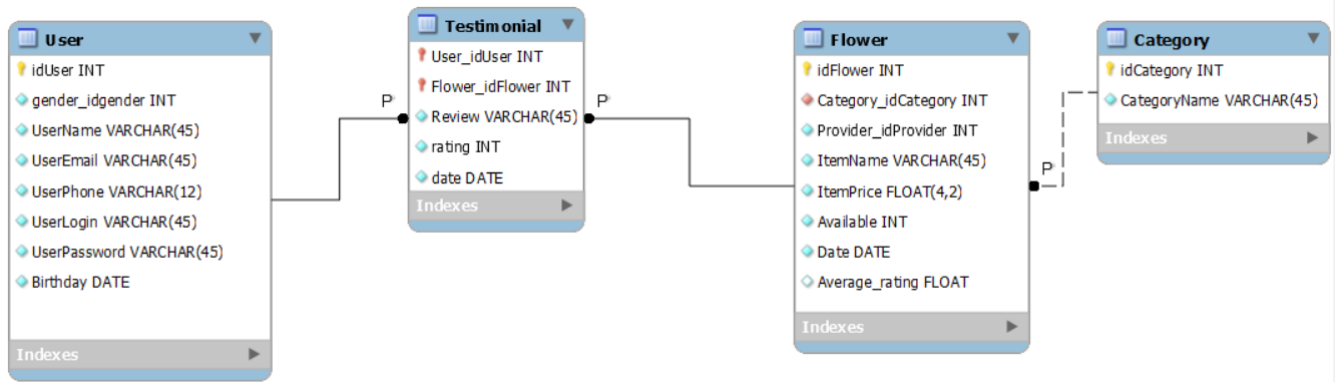 User
idUser INT
gender_idgender INT
UserName VARCHAR(45)
UserEmail VARCHAR(45)
UserPhone VARCHAR(12)
UserLogin VARCHAR(45)
UserPassword VARCHAR(45)
Birthday DATE
Indexes
P
Testimonial
User_idUser INT
Flower_idFlower INT
Review VARCHAR(45)
rating INT
date DATE
Indexes
P
Flower
idFlower INT
Category_idCategory INT
Provider_idProvider INT
ItemName VARCHAR(45)
ItemPrice FLOAT(4,2)
Available INT
Date DATE
Average_rating FLOAT
Indexes
P
Category
idCategory INT
CategoryName VARCHAR(45)
Indexes